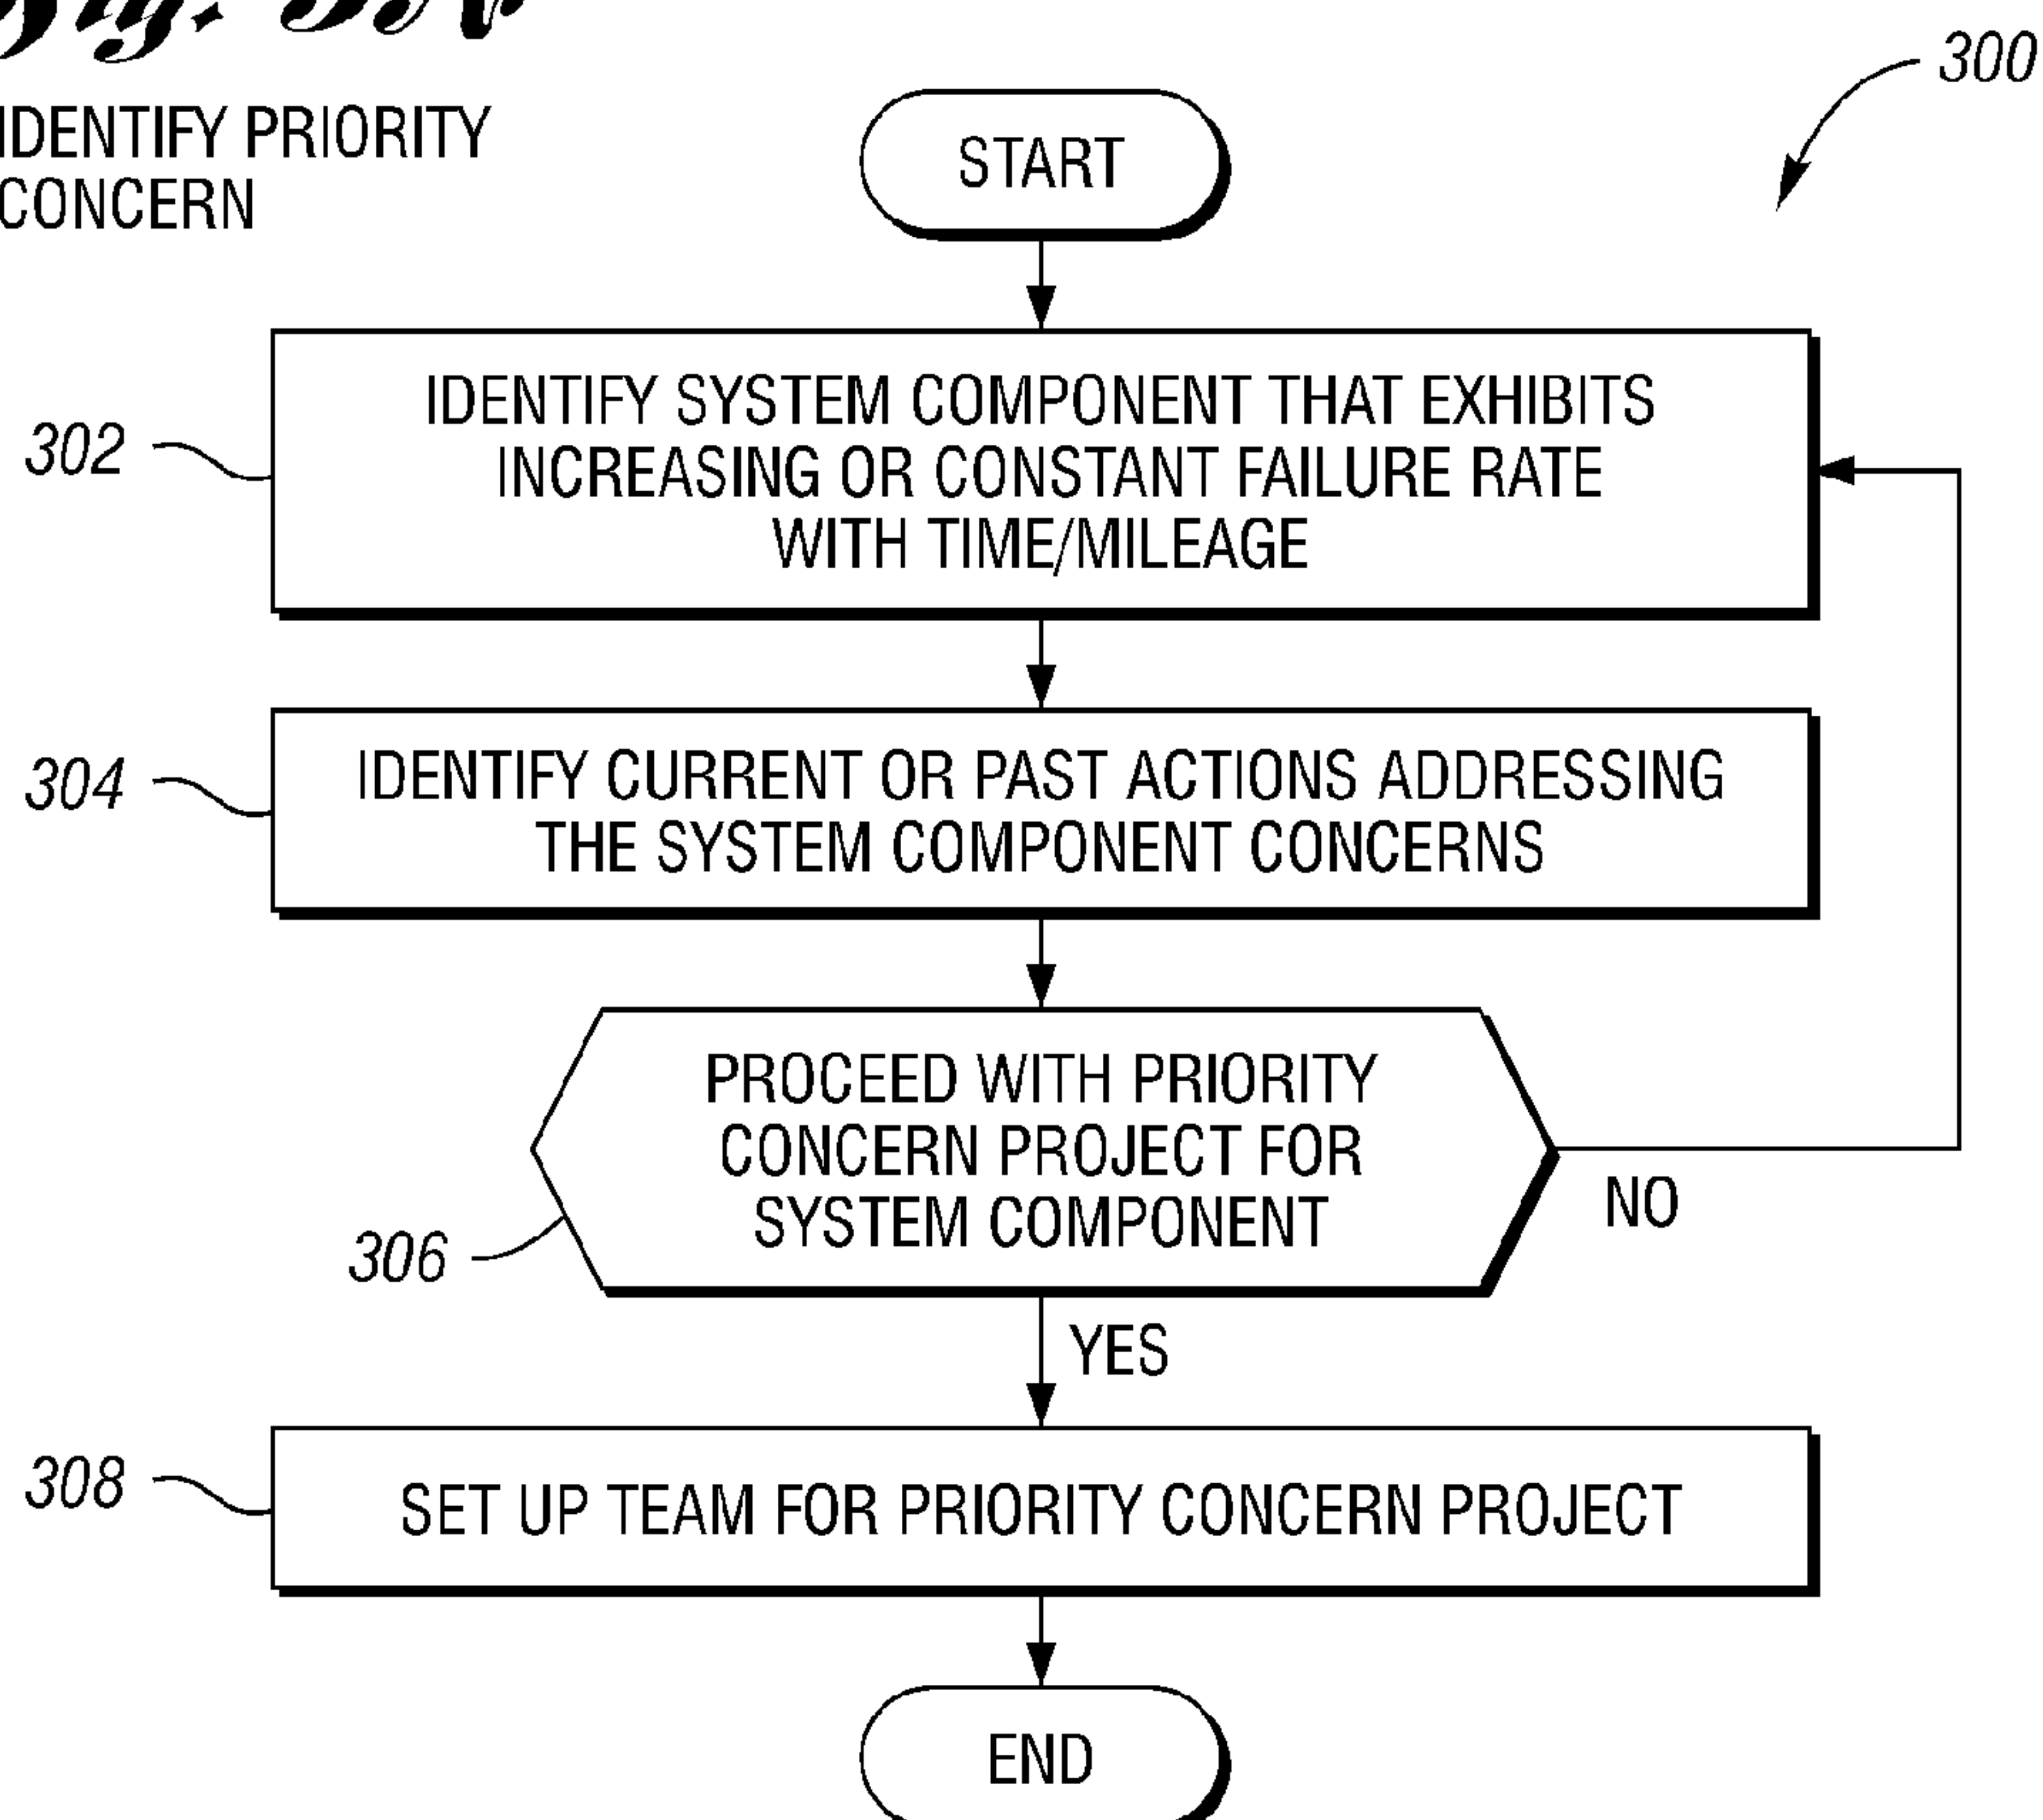 300
IDENTIFY PRIORITY
CONCERN
START
302
IDENTIFY SYSTEM COMPONENT THAT EXHIBITS
INCREASING OR CONSTANT FAILURE RATE
WITH TIME/MILEAGE
304
IDENTIFY CURRENT OR PAST ACTIONS ADDRESSING
THE SYSTEM COMPONENT CONCERNS
306
PROCEED WITH PRIORITY
CONCERN PROJECT FOR
SYSTEM COMPONENT
NO
YES
308
SET UP TEAM FOR PRIORITY CONCERN PROJECT
END